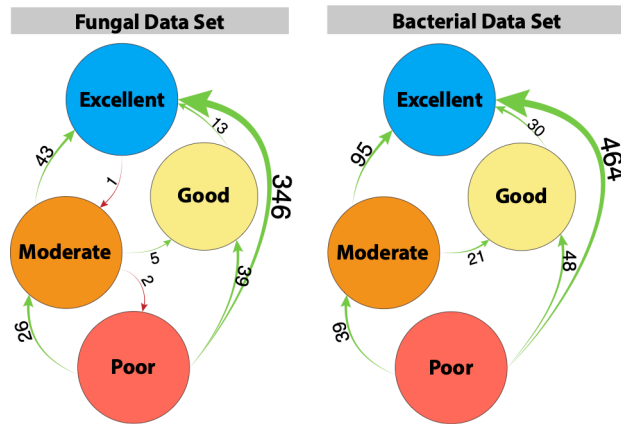 Fungal Data Set
Excellent
13
43
1
346
Good
Moderate
5
2
39
26
Poor
Bacterial Data Set
Excellent
30
95
464
Good
Moderate
21
48
39
Poor